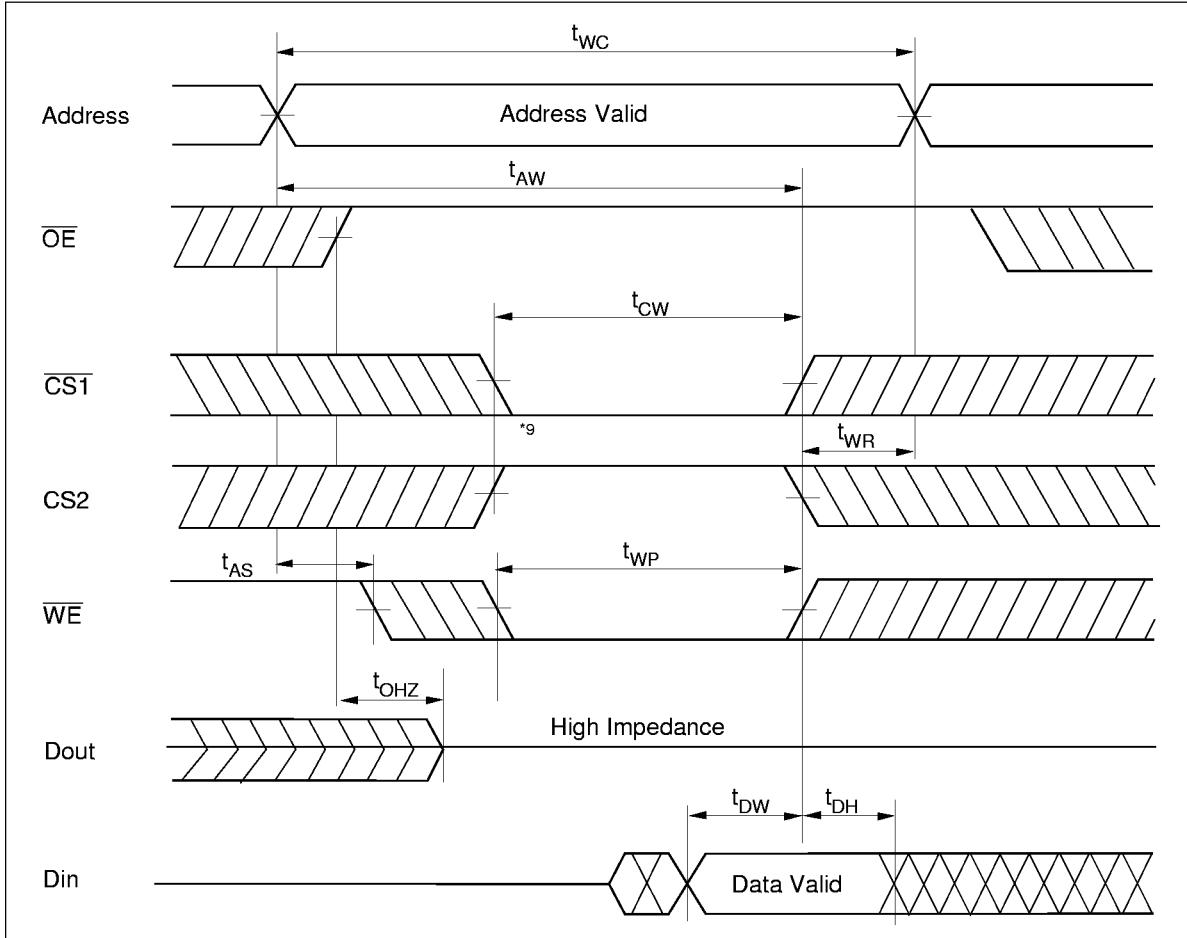 tWC
Address
Address Valid
tAW
OE
tCW
CS1
*9
tWR
CS2
tAS
tWP
WE
tOHZ
Dout
High Impedance
tDW
tDH
Din
Data Valid